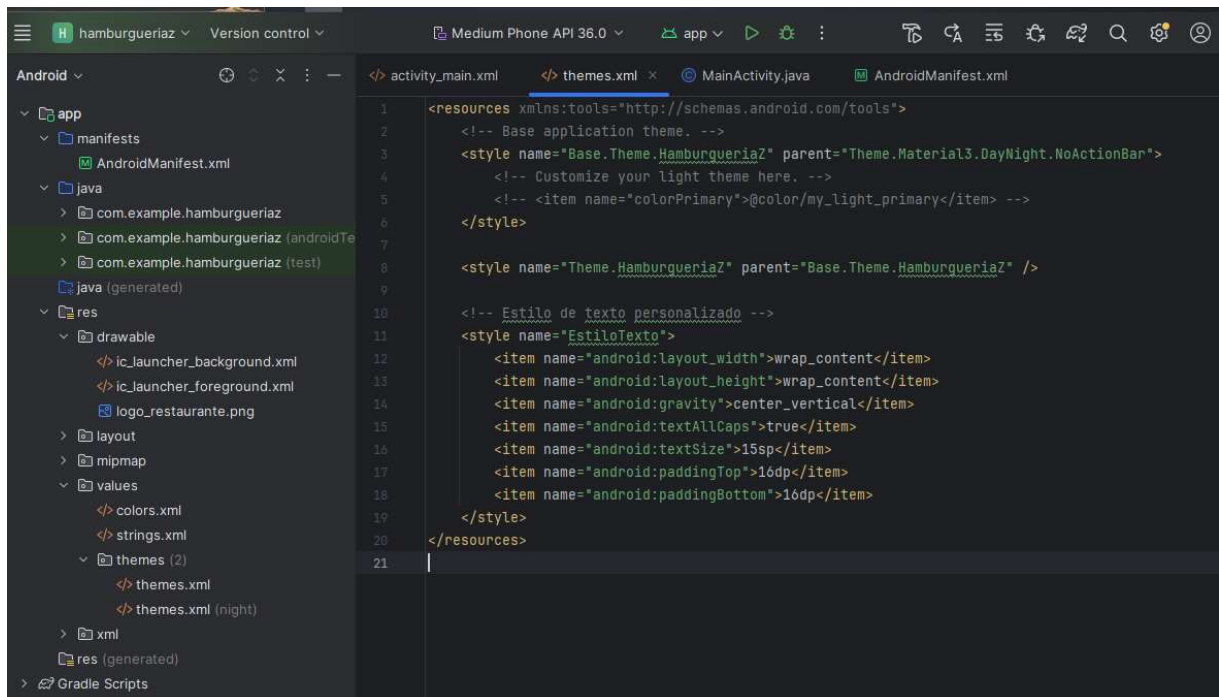 H hamburgueriaz Version control Medium Phone API 36.0 app
Android
activity_main.xml themes.xml MainActivity.java AndroidManifest.xml
app
manifests
AndroidManifest.xml
java
com.example.hamburgueriaz
com.example.hamburgueriaz (androidTe
com.example.hamburgueriaz (test)
java (generated)
res
drawable
ic_launcher_background.xml
ic_launcher_foreground.xml
logo_restaurante.png
layout
mipmap
values
colors.xml
strings.xml
themes (2)
themes.xml
themes.xml (night)
xml
res (generated)
Gradle Scripts
1 <resources xmlns:tools="http://schemas.android.com/tools">
2 <!-- Base application theme. -->
3 <style name="Base.Theme.HamburgueriaZ" parent="Theme.Material3.DayNight.NoActionBar">
4 <!-- Customize your light theme here. -->
5 <!-- <item name="colorPrimary">@color/my_light_primary</item> -->
6 </style>
7
8 <style name="Theme.HamburgueriaZ" parent="Base.Theme.HamburgueriaZ" />
9
10 <!-- Estilo de texto personalizado -->
11 <style name="EstiloTexto">
12 <item name="android:layout_width">wrap_content</item>
13 <item name="android:layout_height">wrap_content</item>
14 <item name="android:gravity">center_vertical</item>
15 <item name="android:textAllCaps">true</item>
16 <item name="android:textSize">15sp</item>
17 <item name="android:paddingTop">16dp</item>
18 <item name="android:paddingBottom">16dp</item>
19 </style>
20 </resources>
21